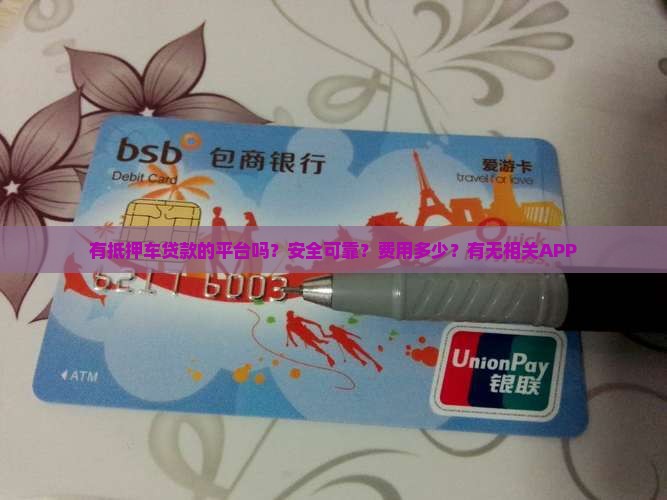 bsb 包商银行
Debit Card
爱游卡
travel for love
Quick
有抵押车贷款的平台吗？安全可靠？费用多少？有无相关APP
6217 6003
ATM
UnionPay
银联